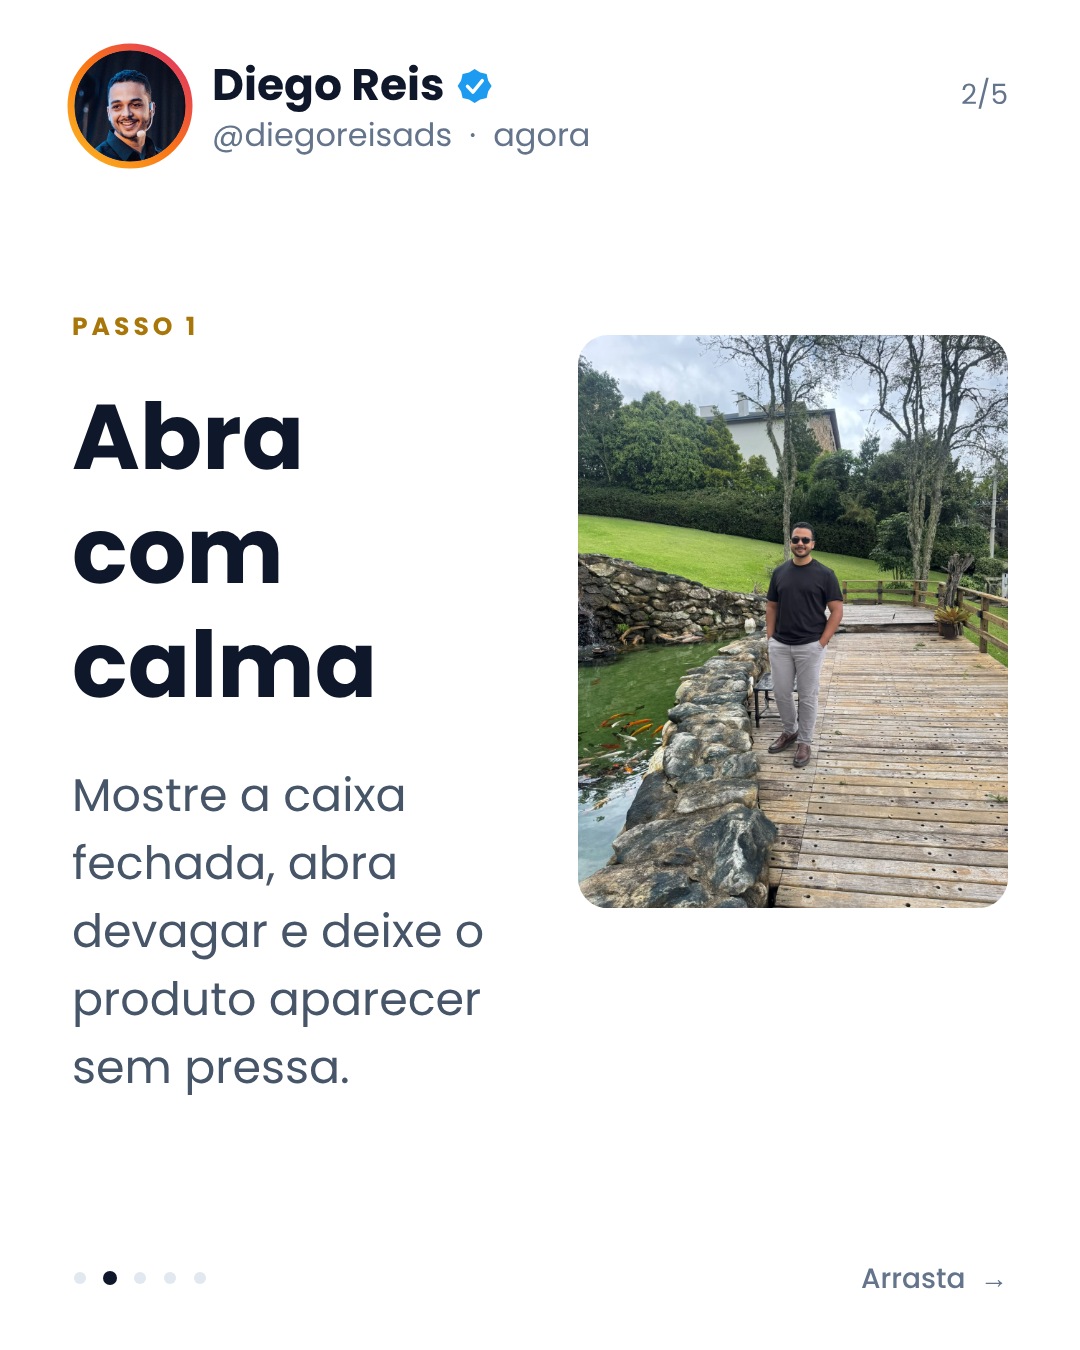 Diego Reis
2/5
@diegoreisads · agora
PASSO 1
Abra
com
calma
Mostre a caixa
fechada, abra
devagar e deixe o
produto aparecer
sem pressa.
Arrasta →